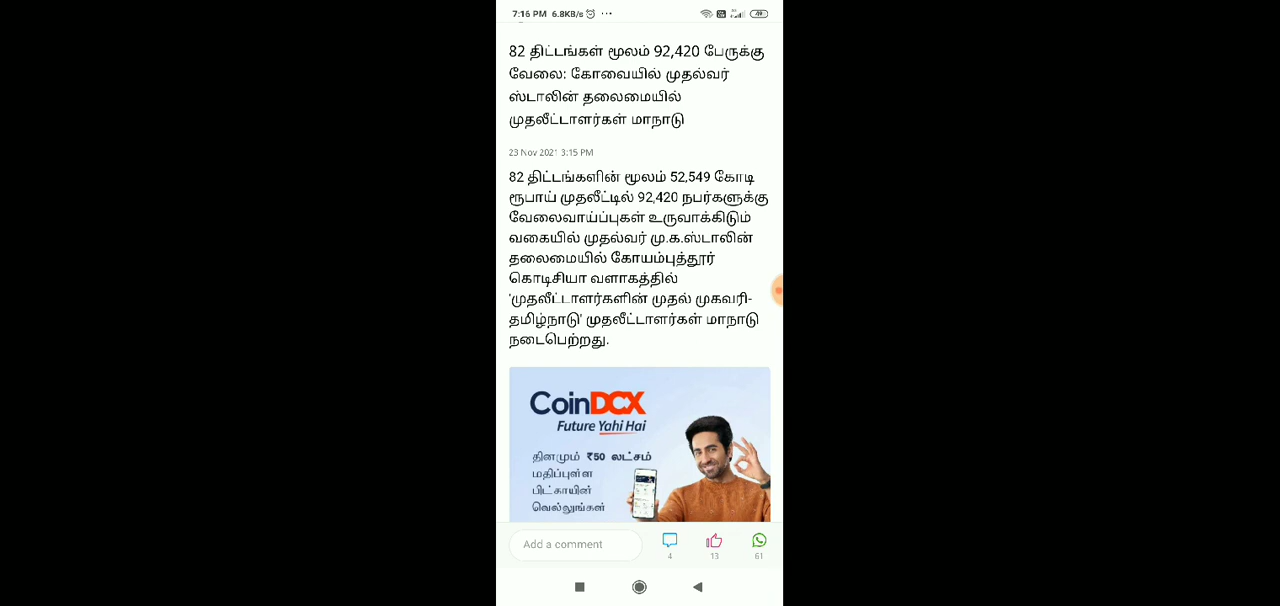 7:16 PM 6.8KB/s ...
49
82 திட்டங்கள் மூலம் 92,420 பேருக்கு
வேலை: கோவையில் முதல்வர்
ஸ்டாலின் தலைமையில்
முதலீட்டாளர்கள் மாநாடு
23 Nov 2021 3:15 PM
82 திட்டங்களின் மூலம் 52,549 கோடி
ரூபாய் முதலீட்டில் 92,420 நபர்களுக்கு
வேலைவாய்ப்புகள் உருவாக்கிடும்
வகையில் முதல்வர் மு.க.ஸ்டாலின்
தலைமையில் கோயம்புத்தூர்
கொடிசியா வளாகத்தில்
'முதலீட்டாளர்களின் முதல் முகவரி-
தமிழ்நாடு' முதலீட்டாளர்கள் மாநாடு
நடைபெற்றது.
CoinDCX
Future Yahi Hai
தினமும் ₹50 லட்சம்
மதிப்புள்ள
பிட்காயின்
வெல்லுங்கள்
Add a comment
4
13
61